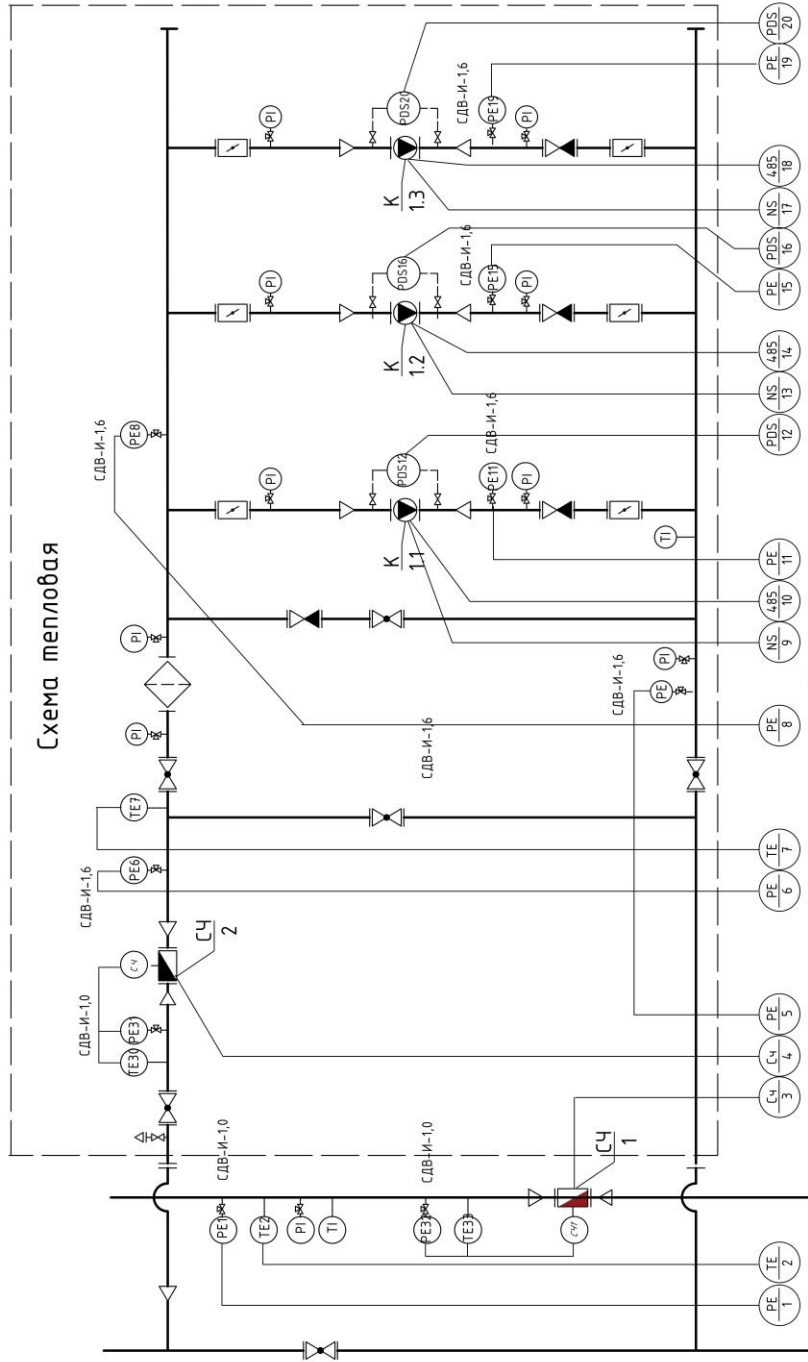 Схема тепловая
СДВ-И-1,0
TE30
PE31
СЧ
СЧ
2
СДВ-И-1,6
PE6
TE7
PI
PI
СДВ-И-1,6
PE8
PI
PI
PI
PDS12
PDS16
PDS20
К
1.1
К
1.2
К
1.3
СДВ-И-1,6
СДВ-И-1,6
СДВ-И-1,6
СДВ-И-1,6
PE11
PE15
PE19
PI
PI
PI
СДВ-И-1,0
PE1
TE2
PI
TI
СДВ-И-1,0
PE32
TE33
СЧ1
СЧ
1
СДВ-И-1,6
PE
PI
TI
PE
1
TE
2
Сч
3
Сч
4
PE
5
PE
6
TE
7
PE
8
NS
9
485
10
PE
11
PDS
12
NS
13
485
14
PE
15
PDS
16
NS
17
485
18
PE
19
PDS
20